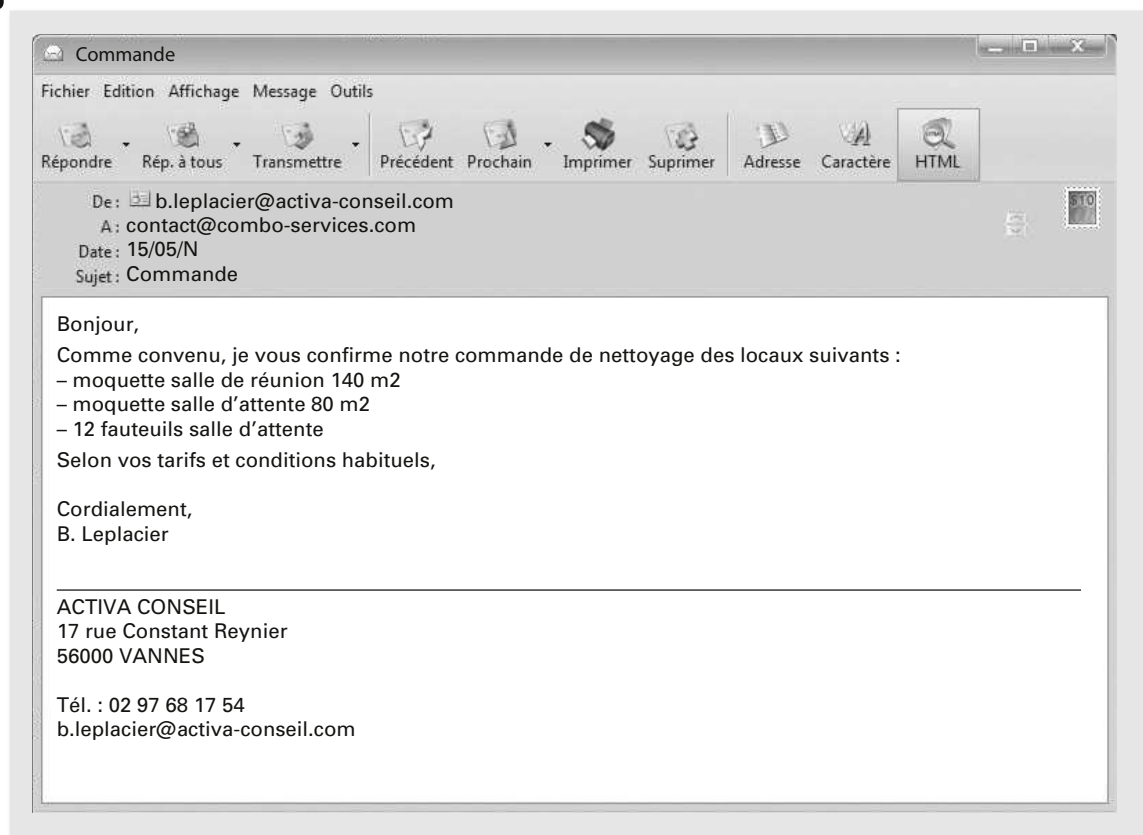 Commande
Fichier Edition Affichage Message Outils
Répondre Rép. à tous Transmettre Précédent Prochain Imprimer Suprimer Adresse Caractère HTML
De : b.leplacier@activa-conseil.com
A : contact@combo-services.com
Date : 15/05/N
Sujet : Commande
$10
Bonjour,
Comme convenu, je vous confirme notre commande de nettoyage des locaux suivants :
– moquette salle de réunion 140 m2
– moquette salle d'attente 80 m2
– 12 fauteuils salle d'attente
Selon vos tarifs et conditions habituels,
Cordialement,
B. Leplacier
ACTIVA CONSEIL
17 rue Constant Reynier
56000 VANNES
Tél. : 02 97 68 17 54
b.leplacier@activa-conseil.com